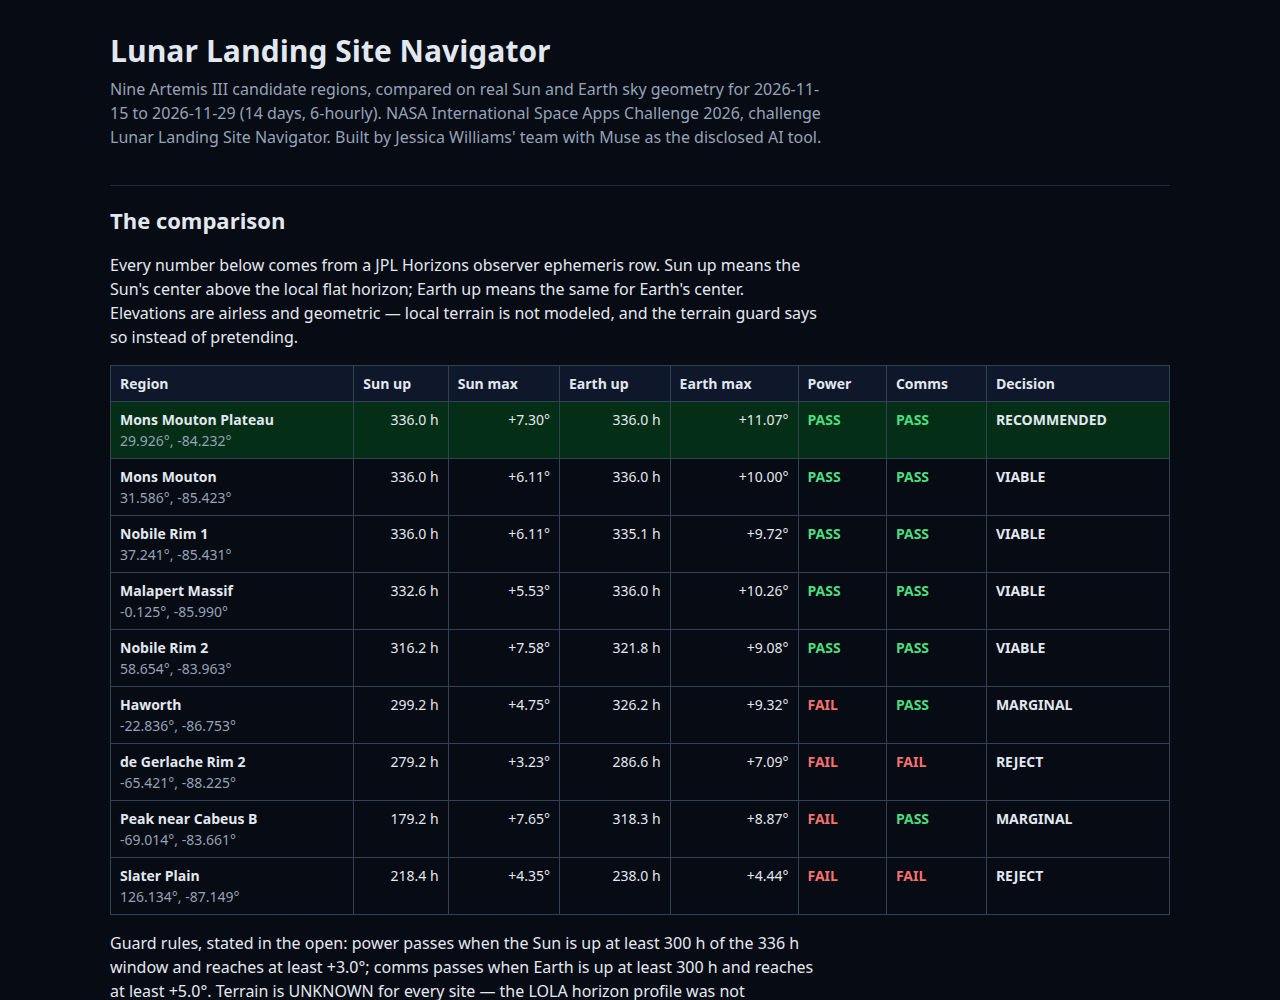 Lunar Landing Site Navigator
Nine Artemis III candidate regions, compared on real Sun and Earth sky geometry for 2026-11-
15 to 2026-11-29 (14 days, 6-hourly). NASA International Space Apps Challenge 2026, challenge
Lunar Landing Site Navigator. Built by Jessica Williams' team with Muse as the disclosed AI tool.
The comparison
Every number below comes from a JPL Horizons observer ephemeris row. Sun up means the
Sun's center above the local flat horizon; Earth up means the same for Earth's center.
Elevations are airless and geometric — local terrain is not modeled, and the terrain guard says
so instead of pretending.
Region Sun up Sun max Earth up Earth max Power Comms Decision
Mons Mouton Plateau 336.0 h +7.30° 336.0 h +11.07° PASS PASS RECOMMENDED
29.926°, -84.232°
Mons Mouton 336.0 h +6.11° 336.0 h +10.00° PASS PASS VIABLE
31.586°, -85.423°
Nobile Rim 1 336.0 h +6.11° 335.1 h +9.72° PASS PASS VIABLE
37.241°, -85.431°
Malapert Massif 332.6 h +5.53° 336.0 h +10.26° PASS PASS VIABLE
-0.125°, -85.990°
Nobile Rim 2 316.2 h +7.58° 321.8 h +9.08° PASS PASS VIABLE
58.654°, -83.963°
Haworth 299.2 h +4.75° 326.2 h +9.32° FAIL PASS MARGINAL
-22.836°, -86.753°
de Gerlache Rim 2 279.2 h +3.23° 286.6 h +7.09° FAIL FAIL REJECT
-65.421°, -88.225°
Peak near Cabeus B 179.2 h +7.65° 318.3 h +8.87° FAIL PASS MARGINAL
-69.014°, -83.661°
Slater Plain 218.4 h +4.35° 238.0 h +4.44° FAIL FAIL REJECT
126.134°, -87.149°
Guard rules, stated in the open: power passes when the Sun is up at least 300 h of the 336 h
window and reaches at least +3.0°; comms passes when Earth is up at least 300 h and reaches
at least +5.0°. Terrain is UNKNOWN for every site — the LOLA horizon profile was not